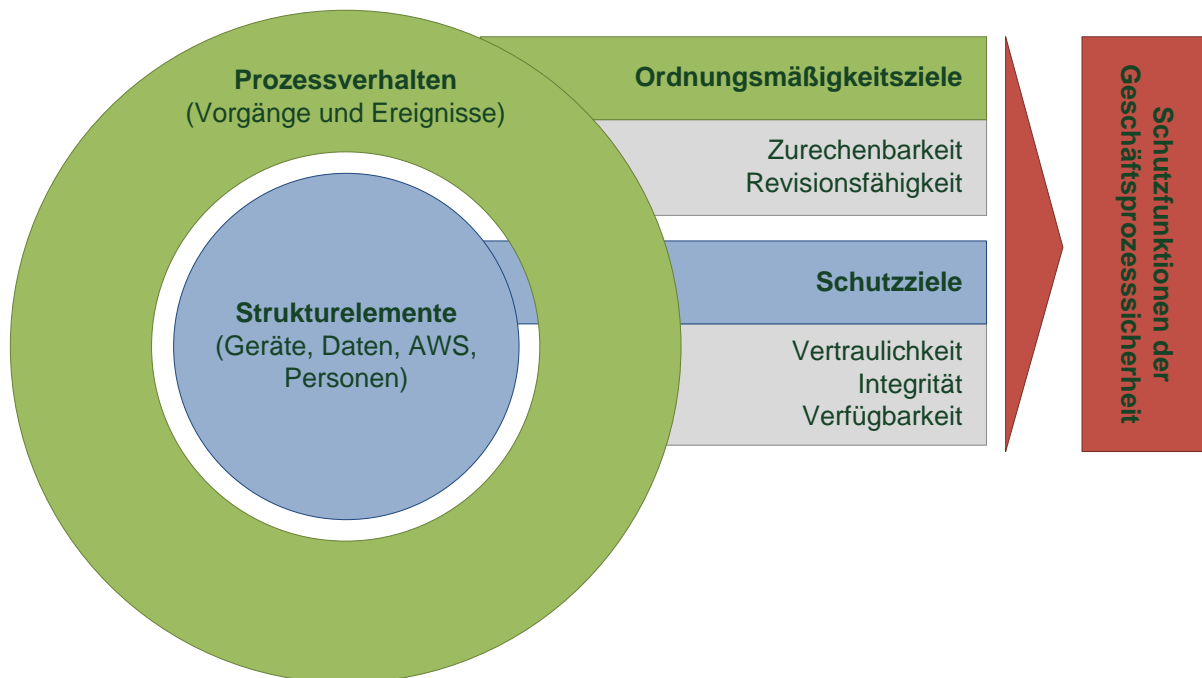 Prozessverhalten
(Vorgänge und Ereignisse)
Ordnungsmäßigkeitsziele
Zurechenbarkeit
Revisionsfähigkeit
Strukturelemente
(Geräte, Daten, AWS,
Personen)
Schutzziele
Vertraulichkeit
Integrität
Verfügbarkeit
Schutzfunktionen der
Geschäftsprozesssicherheit